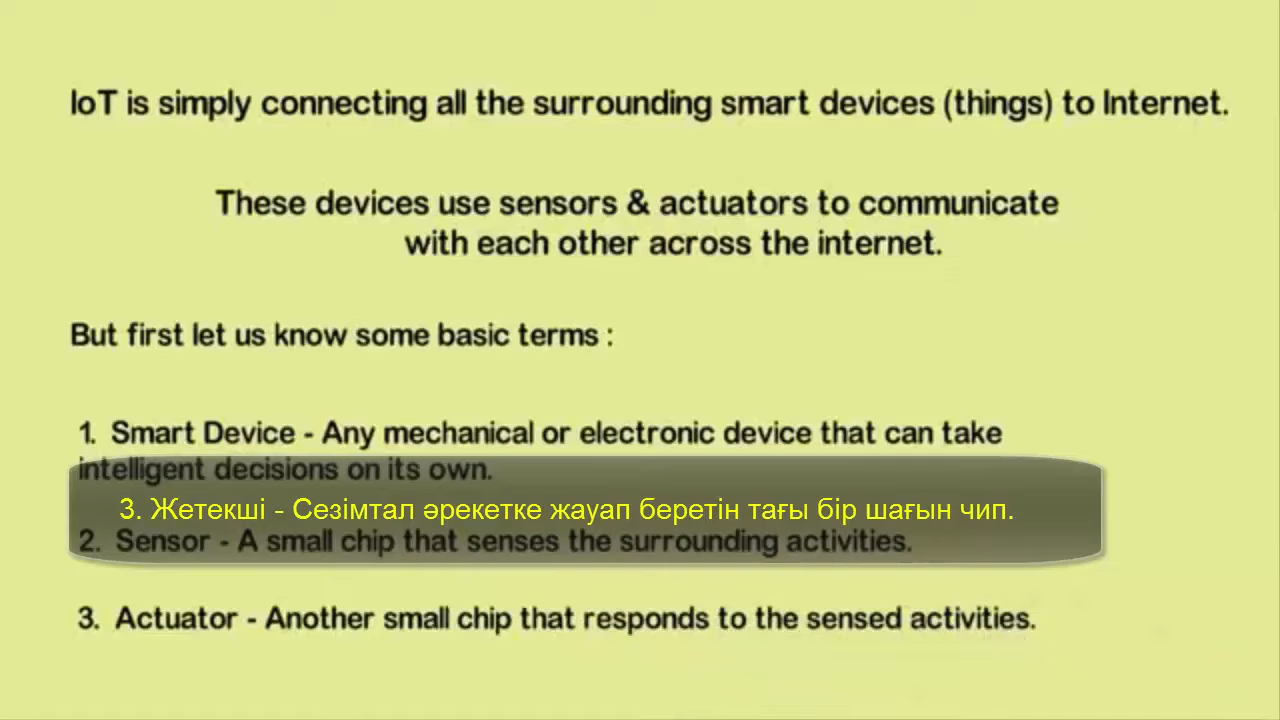 IoT is simply connecting all the surrounding smart devices (things) to Internet.
These devices use sensors & actuators to communicate
with each other across the internet.
But first let us know some basic terms :
1. Smart Device - Any mechanical or electronic device that can take
intelligent decisions on its own.
3. Жетекші - Сезімтал әрекетке жауап беретін тағы бір шағын чип.
2. Sensor - A small chip that senses the surrounding activities.
3. Actuator - Another small chip that responds to the sensed activities.